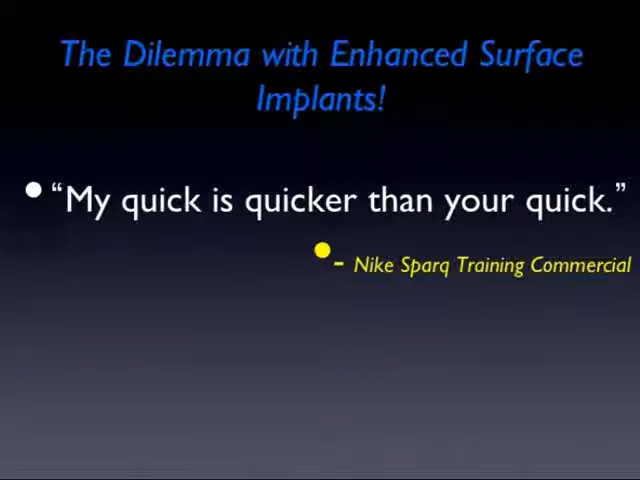 The Dilemma with Enhanced Surface
Implants!
• “My quick is quicker than your quick.”
• - Nike Sparq Training Commercial